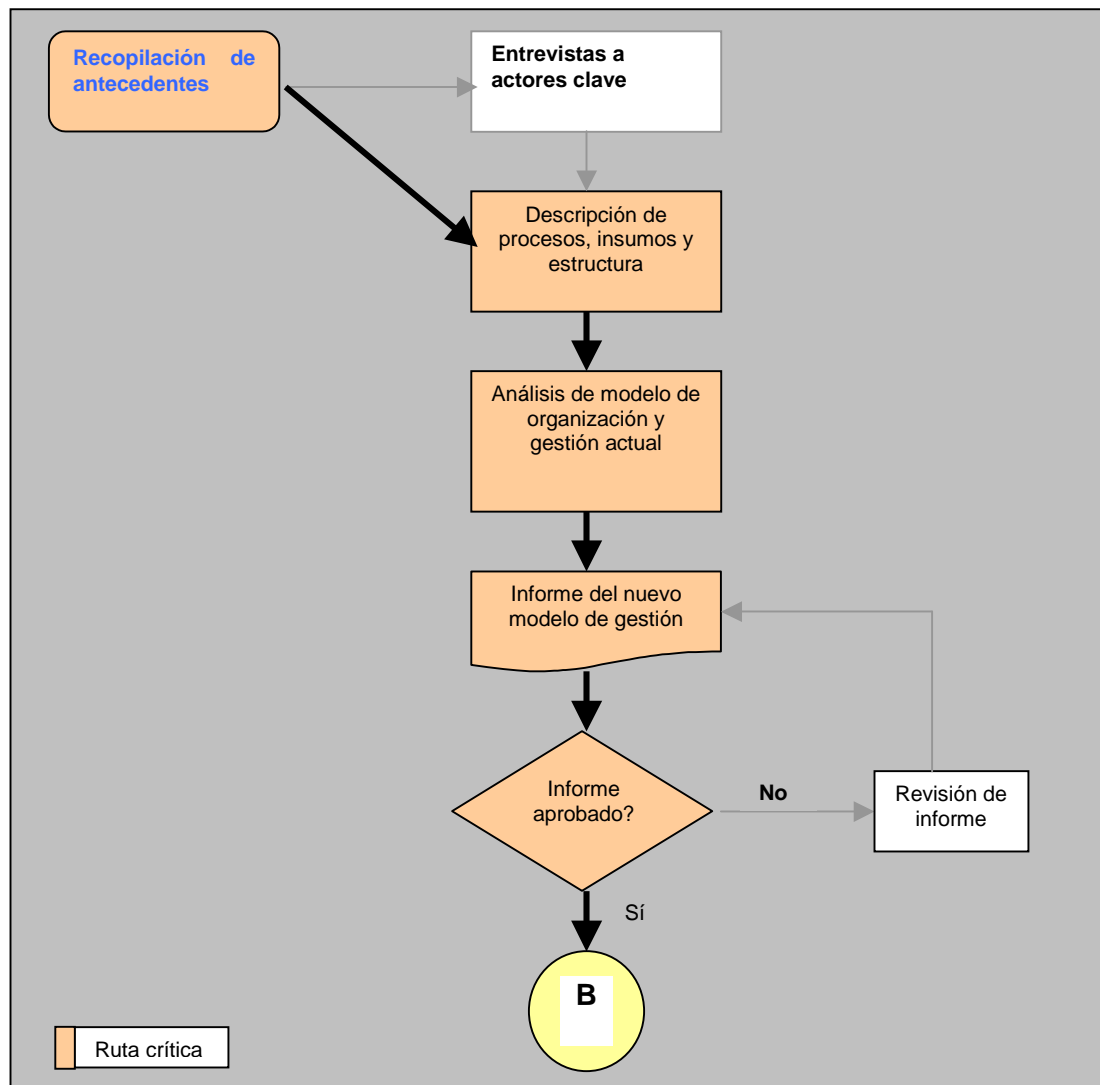 Recopilación de
antecedentes
Entrevistas a
actores clave
Descripción de
procesos, insumos y
estructura
Análisis de modelo de
organización y
gestión actual
Informe del nuevo
modelo de gestión
Informe
aprobado?
No
Revisión de
informe
Sí
B
Ruta crítica